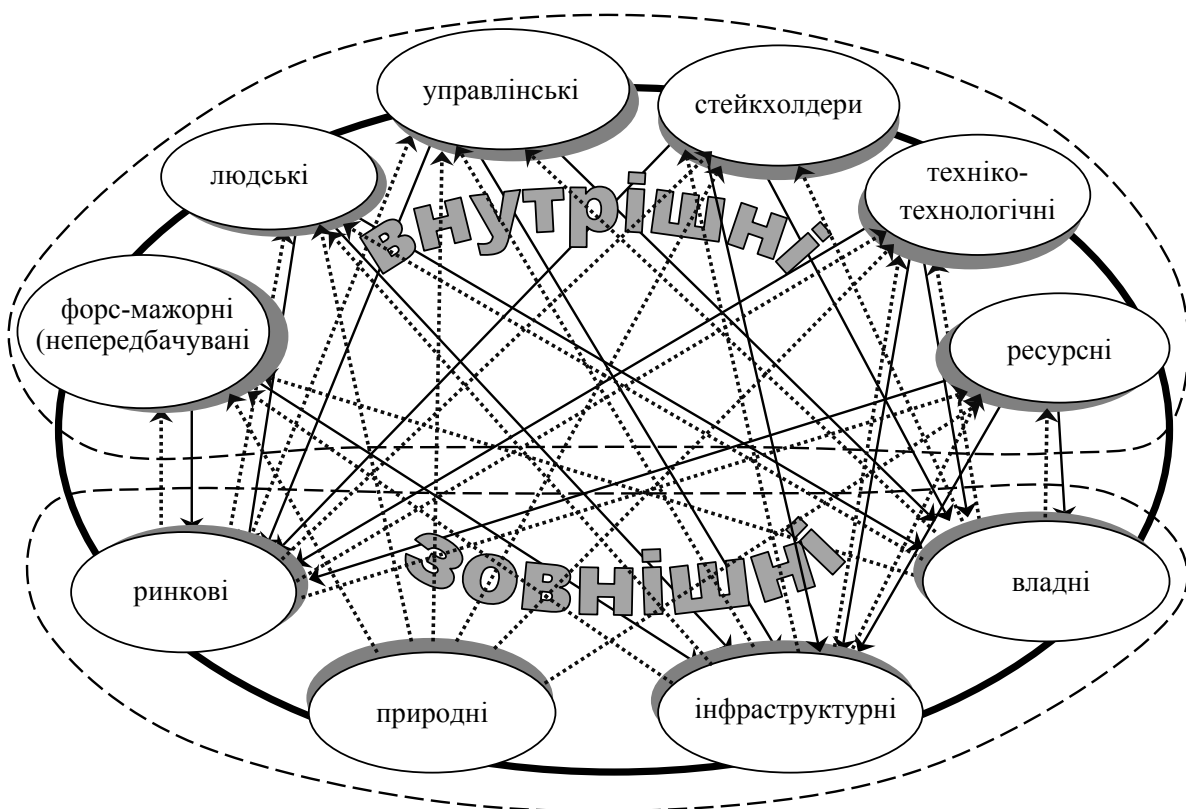 управлінські
стейкхолдери
людські
техніко-
технологічні
внутрішні
форс-мажорні
(непередбачувані
ресурсні
Зовнішні
ринкові
владні
природні
інфраструктурні